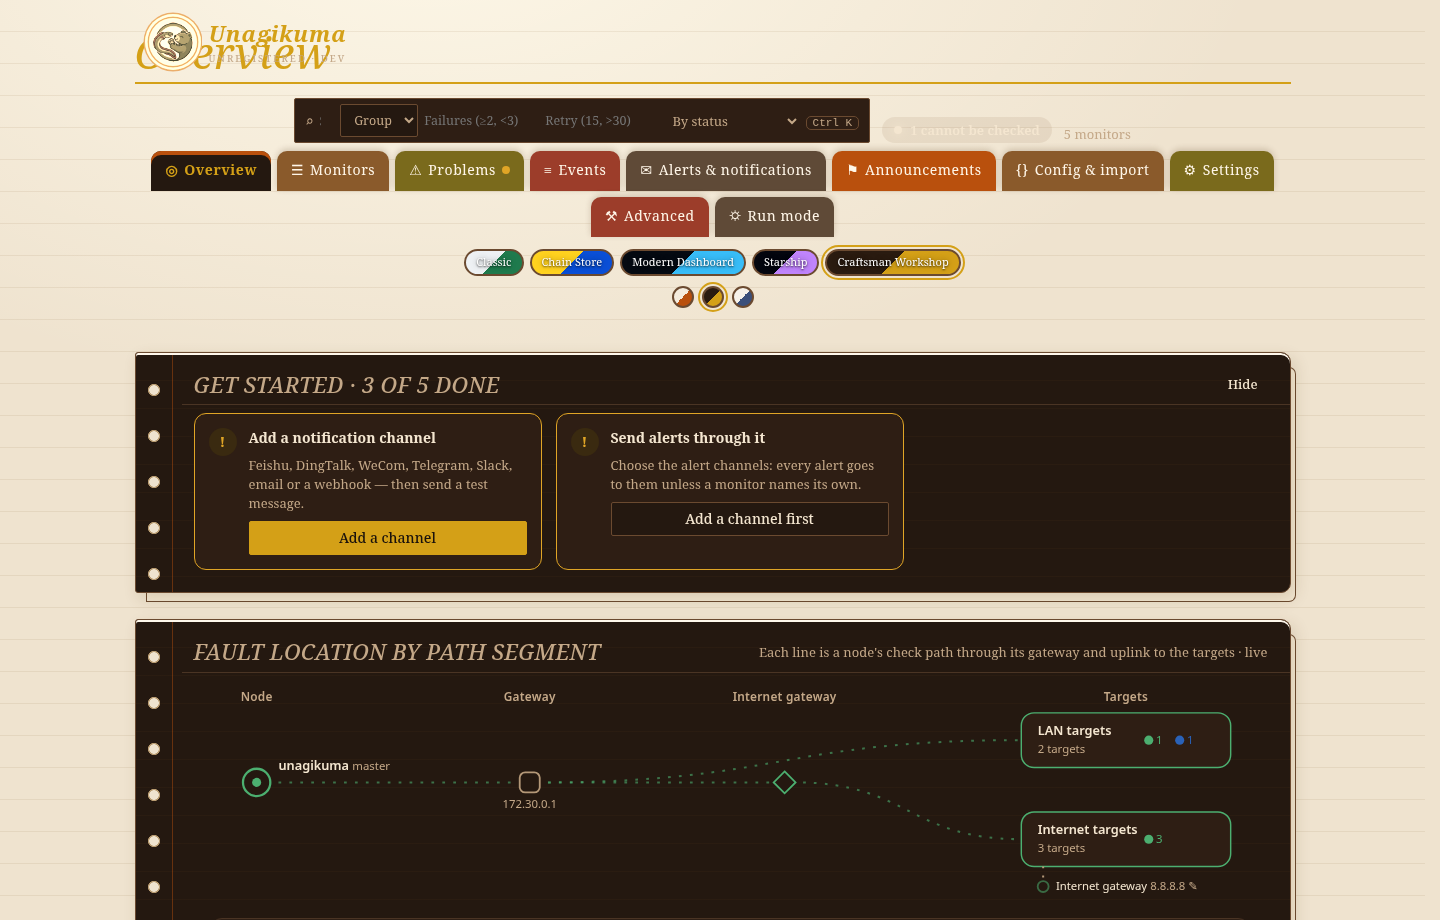 Unagikuma
Overview
Group
Failures (≥2, <3)
Retry (15, >30)
By status
Ctrl K
1 cannot be checked
5 monitors
Overview
Monitors
Problems
Events
Alerts & notifications
Announcements
Config & import
Settings
Advanced
Run mode
Classic
Chain Store
Modern Dashboard
Starship
Craftsman Workshop
GET STARTED · 3 OF 5 DONE
Hide
! Add a notification channel
Feishu, DingTalk, WeCom, Telegram, Slack,
email or a webhook — then send a test
message.
Add a channel
! Send alerts through it
Choose the alert channels: every alert goes
to them unless a monitor names its own.
Add a channel first
FAULT LOCATION BY PATH SEGMENT
Each line is a node's check path through its gateway and uplink to the targets · live
Node
Gateway
Internet gateway
Targets
LAN targets
2 targets
1
1
unagikuma master
172.30.0.1
Internet targets
3 targets
3
Internet gateway 8.8.8.8